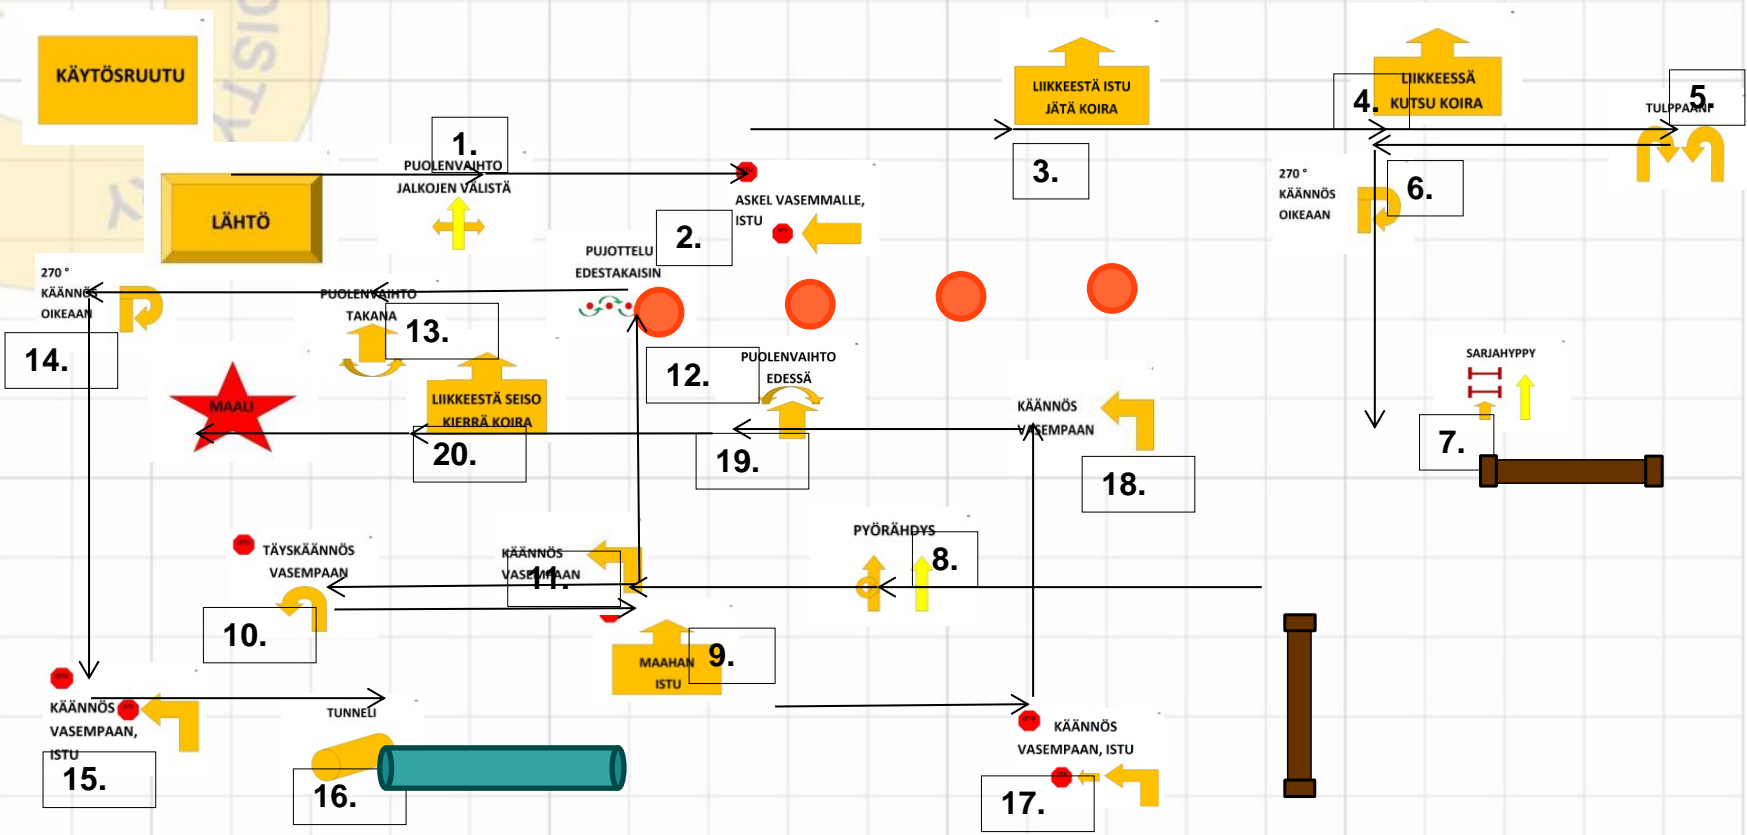 KÄYTÖSRUUTU
LÄHTÖ
1.
PUOLENVAIHTO
JALKOJEN VÄLISTÄ
2.
ASKEL VASEMMALLE,
ISTU
3.
LIIKKEESTÄ ISTU
JÄTÄ KOIRA
4.
LIIKKEESSÄ
KUTSU KOIRA
5.
TULPPAANI
6.
270 °
KÄÄNNÖS
OIKEAAN
7.
SARJAHYPPY
8.
PYÖRÄHDYS
9.
MAAHAN
ISTU
10.
TÄYSKÄÄNNÖS
VASEMPAAN
11.
KÄÄNNÖS
VASEMPAAN
12.
PUJOTTELU
EDESTAKAISIN
13.
PUOLENVAIHTO
TAKANA
14.
270 °
KÄÄNNÖS
OIKEAAN
15.
KÄÄNNÖS
VASEMPAAN,
ISTU
16.
TUNNELI
17.
KÄÄNNÖS
VASEMPAAN, ISTU
18.
KÄÄNNÖS
VASEMPAAN
19.
PUOLENVAIHTO
EDESSÄ
20.
LIIKKEESTÄ SEISO
KIERRÄ KOIRA
MAALI